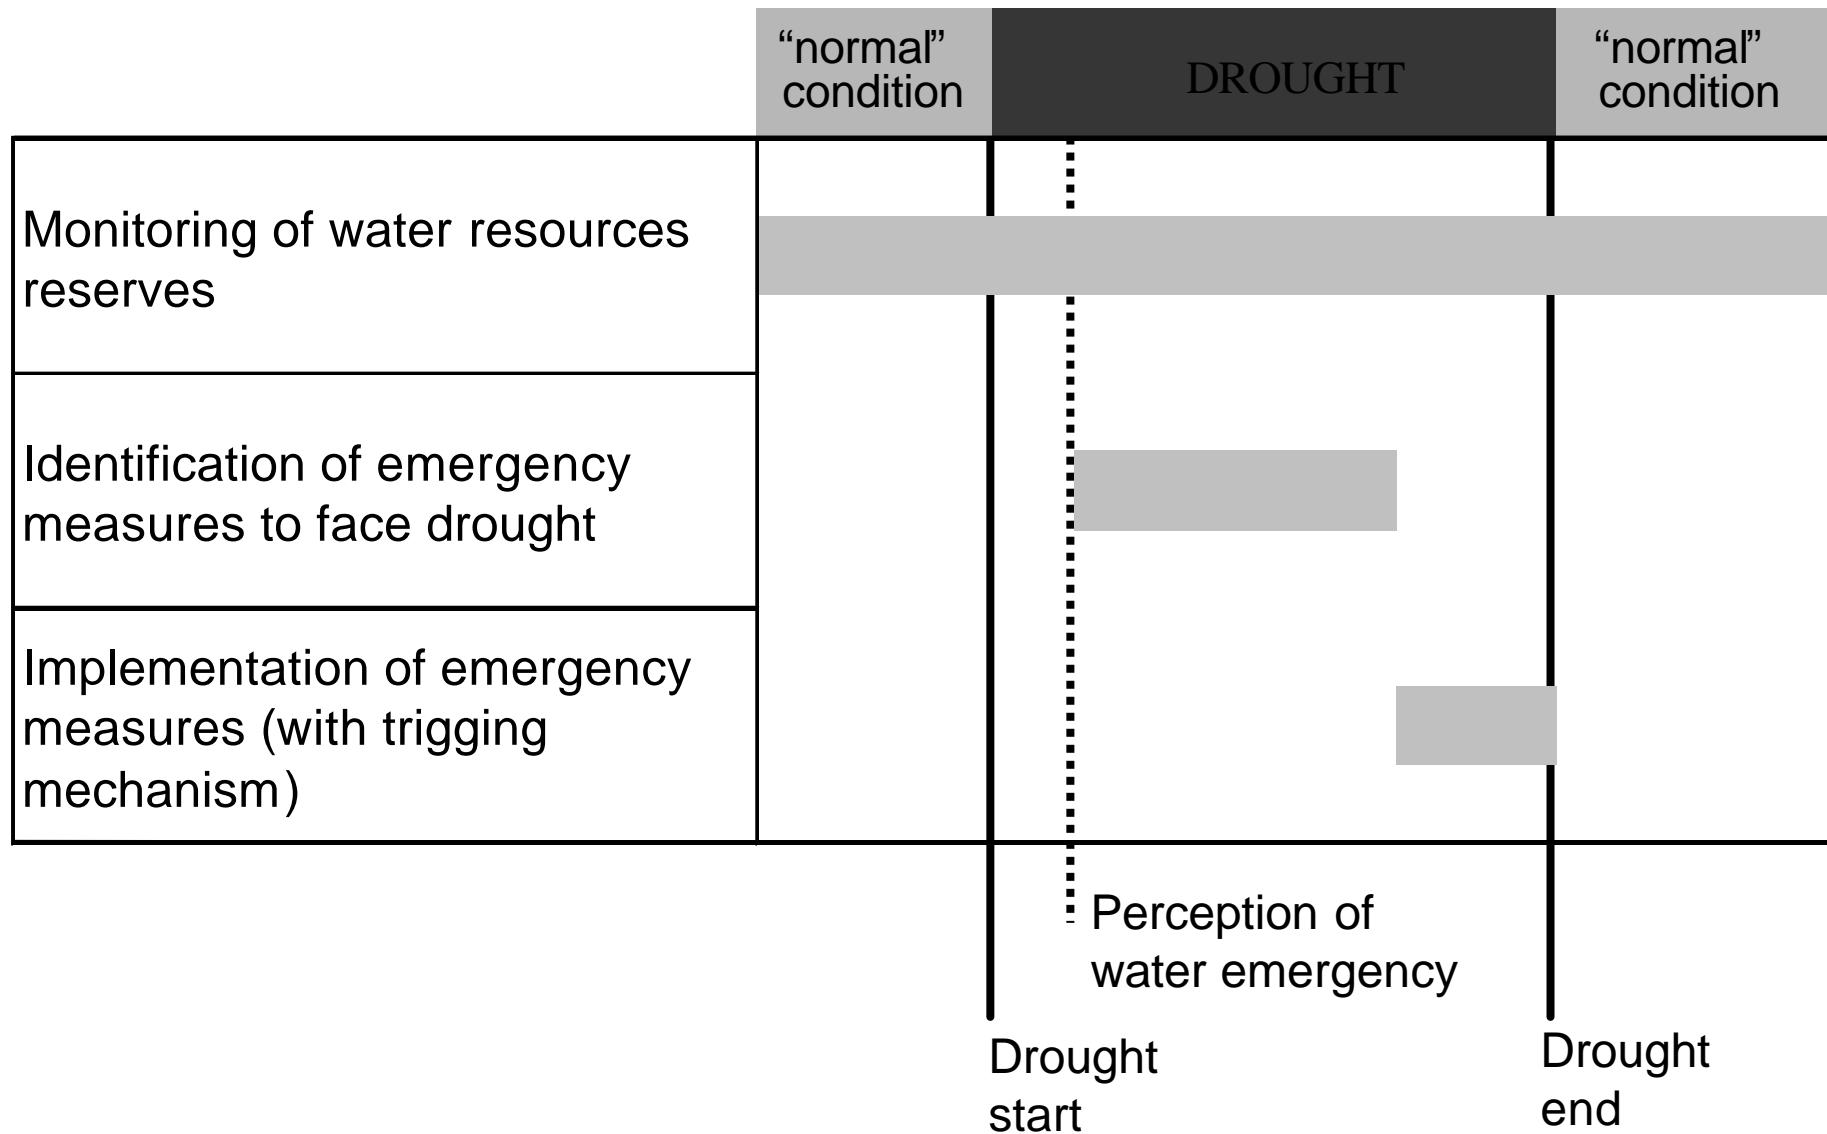 “normal”
condition
DROUGHT
“normal”
condition
Monitoring of water resources
reserves
Identification of emergency
measures to face drought
Implementation of emergency
measures (with trigging
mechanism)
Perception of
water emergency
Drought
start
Drought
end